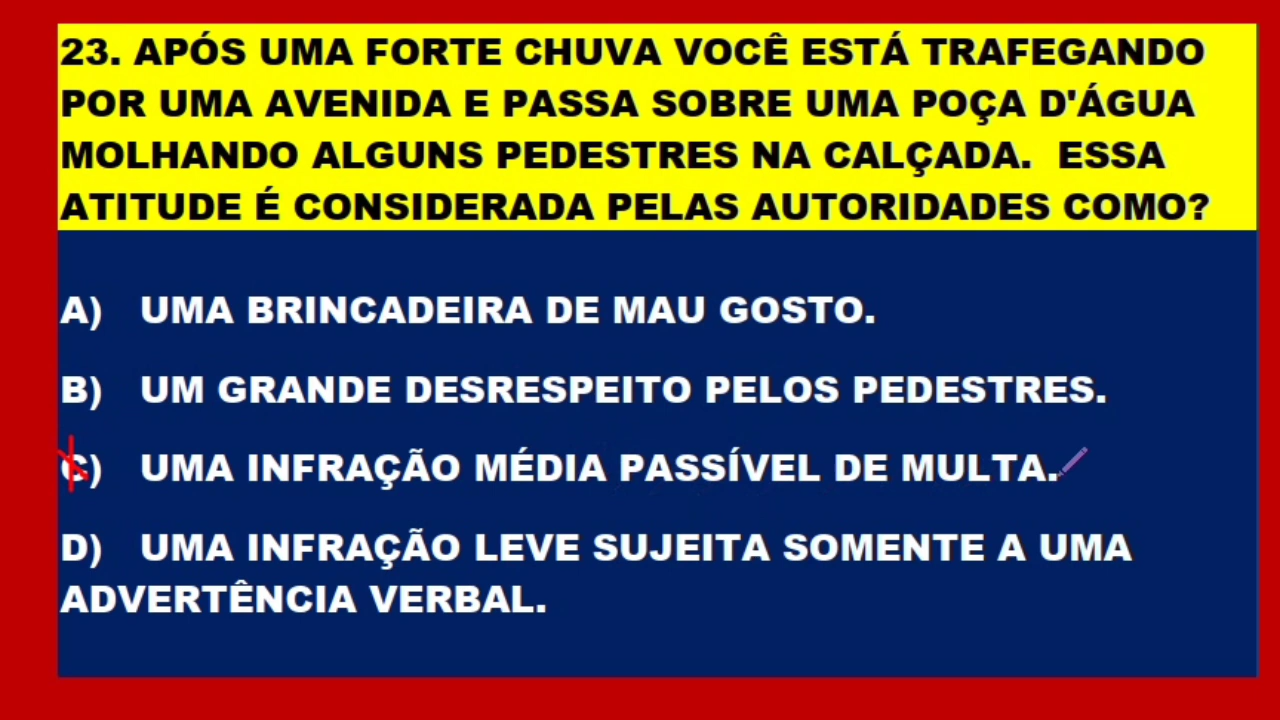 23. APÓS UMA FORTE CHUVA VOCÊ ESTÁ TRAFEGANDO
POR UMA AVENIDA E PASSA SOBRE UMA POÇA D'ÁGUA
MOLHANDO ALGUNS PEDESTRES NA CALÇADA.  ESSA
ATITUDE É CONSIDERADA PELAS AUTORIDADES COMO?
A) UMA BRINCADEIRA DE MAU GOSTO.
B) UM GRANDE DESRESPEITO PELOS PEDESTRES.
C) UMA INFRAÇÃO MÉDIA PASSÍVEL DE MULTA.
D) UMA INFRAÇÃO LEVE SUJEITA SOMENTE A UMA
ADVERTÊNCIA VERBAL.